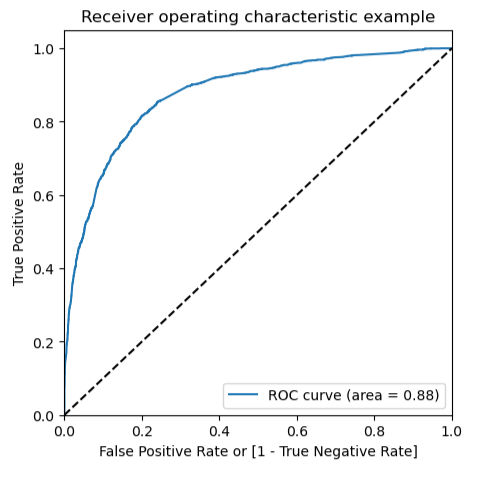 Receiver operating characteristic example
1.0
0.8
0.6
0.4
0.2
0.0
True Positive Rate
ROC curve (area = 0.88)
0.0 0.2 0.4 0.6 0.8 1.0
False Positive Rate or [1 - True Negative Rate]